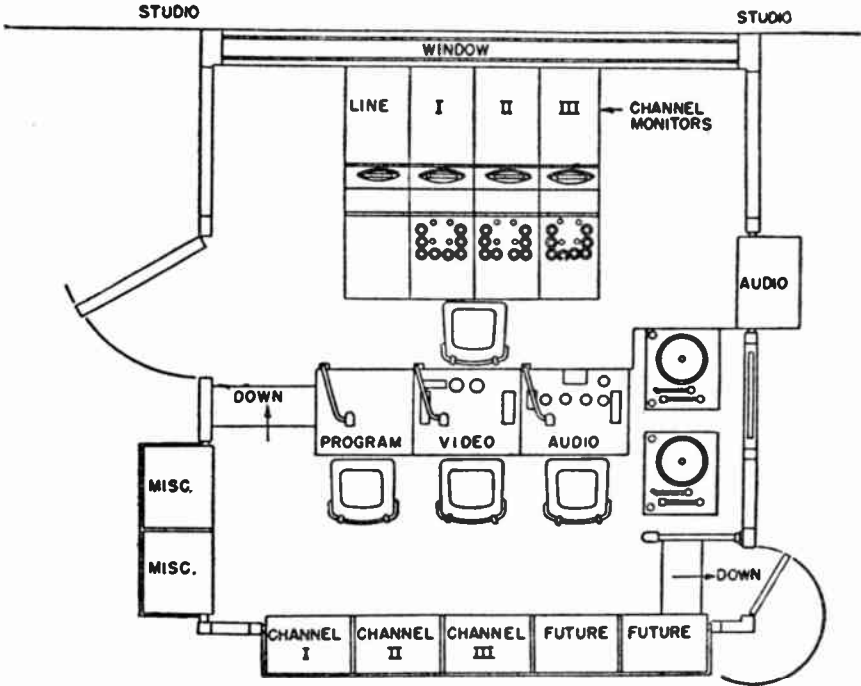 STUDIO
STUDIO
WINDOW
LINE
I
II
III
CHANNEL
MONITORS
AUDIO
DOWN
PROGRAM
VIDEO
AUDIO
MISC.
MISC.
DOWN
CHANNEL
I
CHANNEL
II
CHANNEL
III
FUTURE
FUTURE